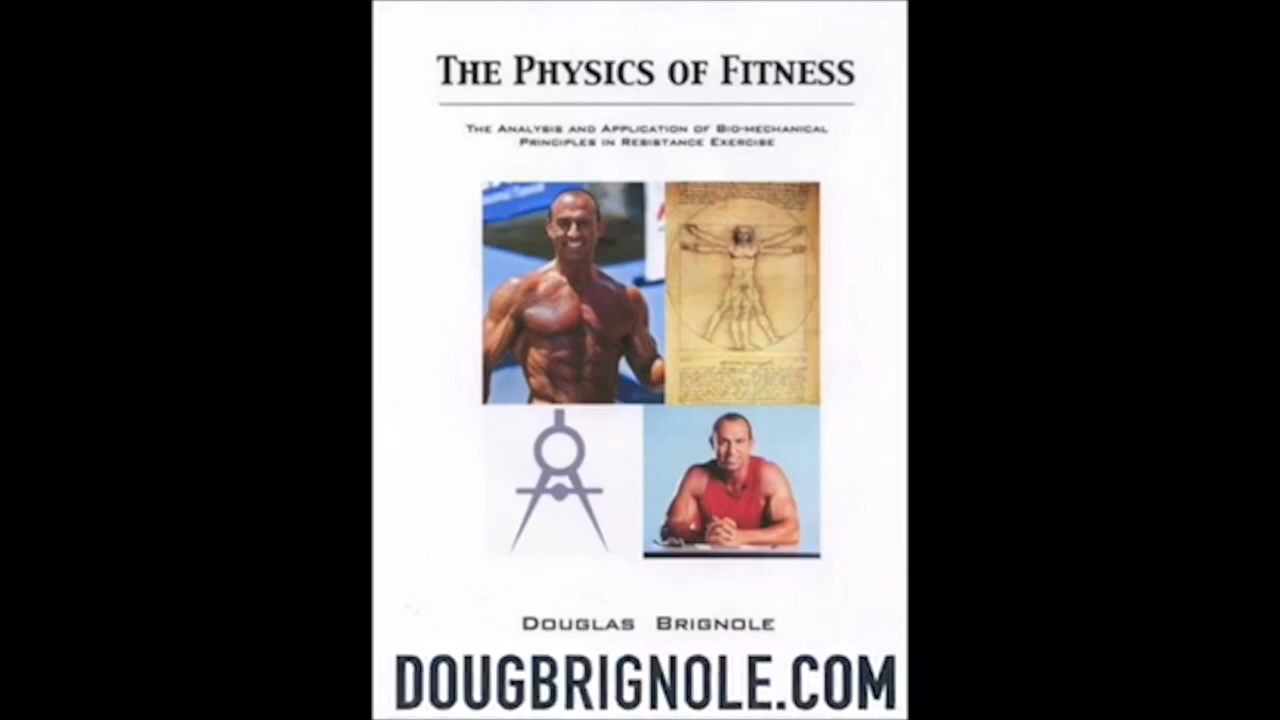 The Physics of Fitness
The Analysis and Application of Bio-mechanical
Principles in Resistance Exercise
Douglas Brignole
DOUGBRIGNOLE.COM